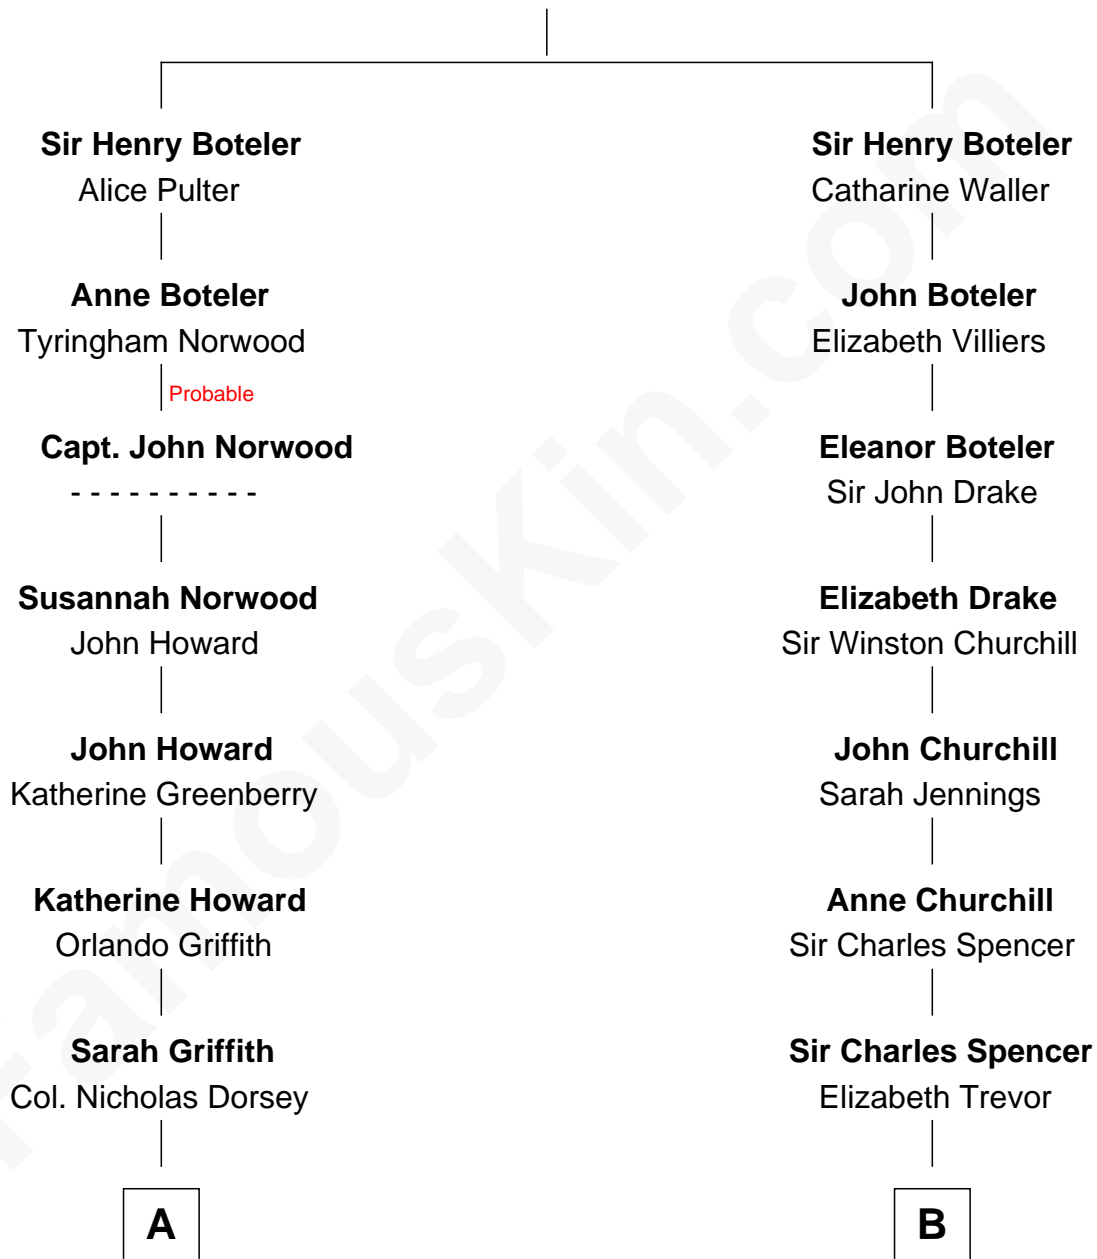 Sir Henry Boteler
Alice Pulter
Anne Boteler
Tyringham Norwood
Probable
Capt. John Norwood
- - - - - - - - - -
Susannah Norwood
John Howard
John Howard
Katherine Greenberry
Katherine Howard
Orlando Griffith
Sarah Griffith
Col. Nicholas Dorsey
A
Sir Henry Boteler
Catharine Waller
John Boteler
Elizabeth Villiers
Eleanor Boteler
Sir John Drake
Elizabeth Drake
Sir Winston Churchill
John Churchill
Sarah Jennings
Anne Churchill
Sir Charles Spencer
Sir Charles Spencer
Elizabeth Trevor
B
FamousKin.com